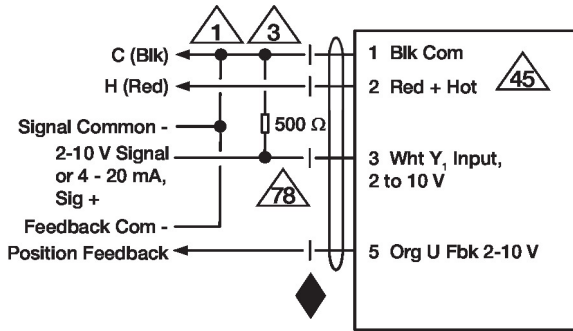 1
3
C (Blk)
1 Blk Com
H (Red)
2 Red + Hot
45
Signal Common -
500 Ω
2-10 V Signal
or 4 - 20 mA,
Sig +
3 Wht Y₁ Input,
2 to 10 V
78
Feedback Com -
Position Feedback
5 Org U Fbk 2-10 V